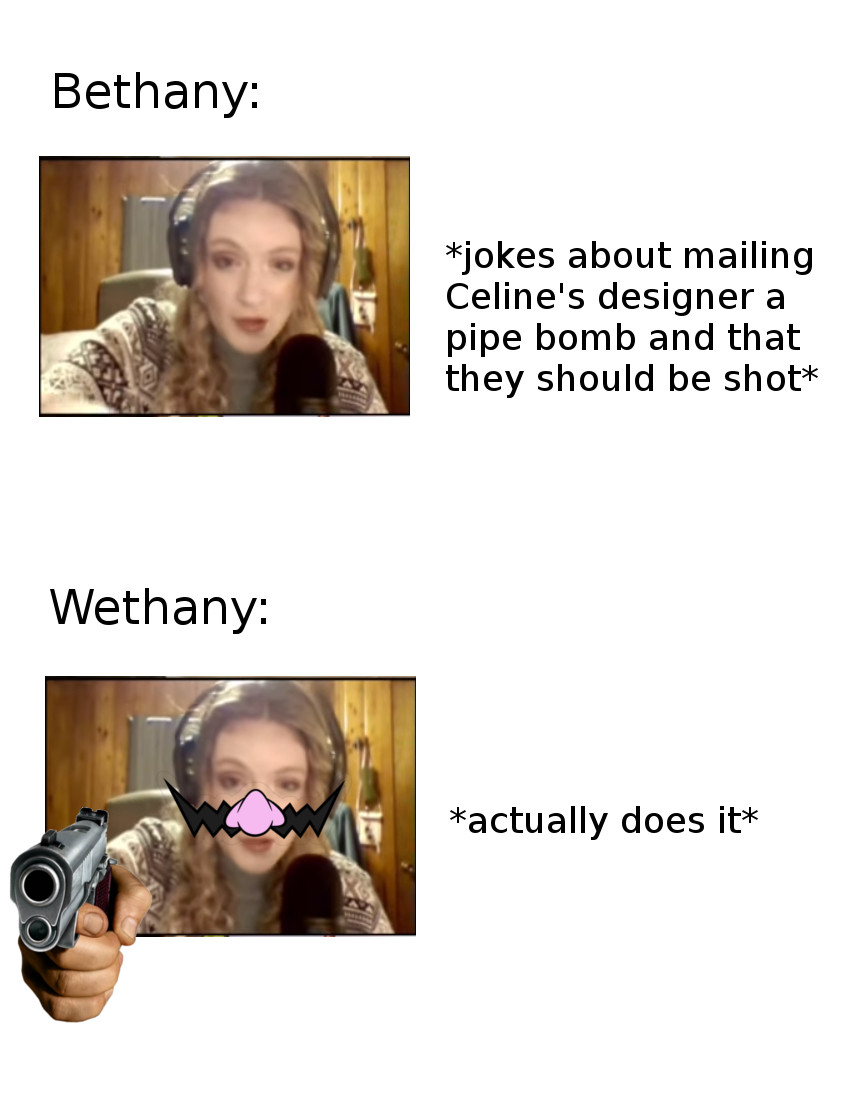 Bethany:
*jokes about mailing
Celine's designer a
pipe bomb and that
they should be shot*
Wethany:
*actually does it*